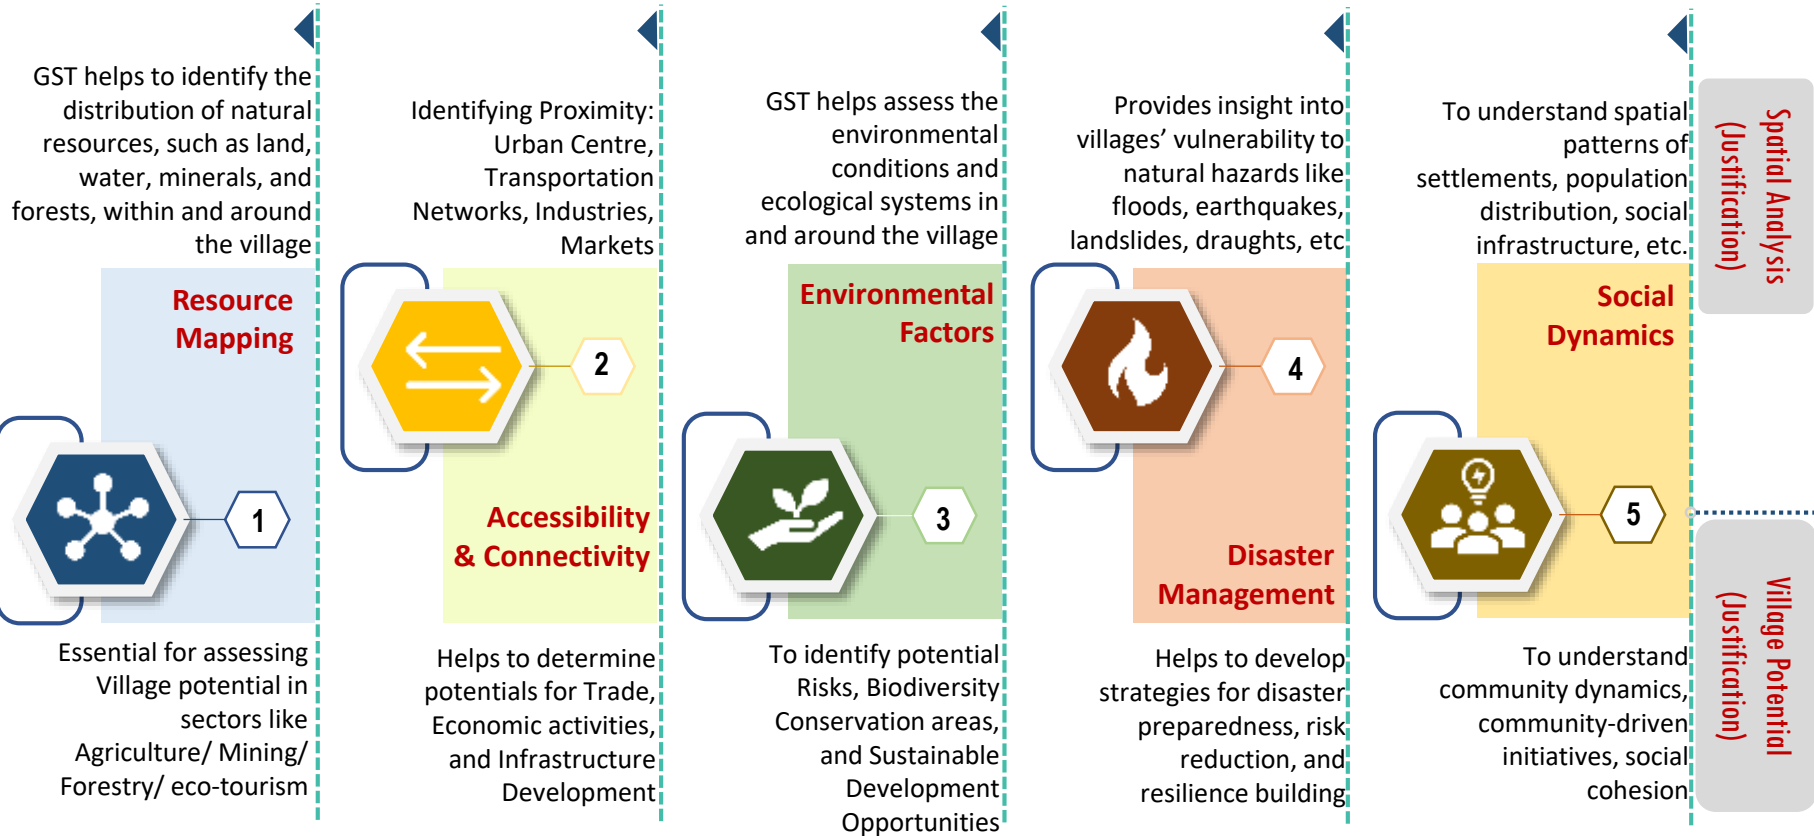 GST helps to identify the
distribution of natural
resources, such as land,
water, minerals, and
forests, within and around
the village
Resource
Mapping
1
Essential for assessing
Village potential in
sectors like
Agriculture/ Mining/
Forestry/ eco-tourism
Identifying Proximity:
Urban Centre,
Transportation
Networks, Industries,
Markets
2
Accessibility
& Connectivity
Helps to determine
potentials for Trade,
Economic activities,
and Infrastructure
Development
GST helps assess the
environmental
conditions and
ecological systems in
and around the village
Environmental
Factors
3
To identify potential
Risks, Biodiversity
Conservation areas,
and Sustainable
Development
Opportunities
Provides insight into
villages’ vulnerability to
natural hazards like
floods, earthquakes,
landslides, draughts, etc
4
Disaster
Management
Helps to develop
strategies for disaster
preparedness, risk
reduction, and
resilience building
To understand spatial
patterns of
settlements, population
distribution, social
infrastructure, etc.
Social
Dynamics
5
To understand
community dynamics,
community-driven
initiatives, social
cohesion
Spatial Analysis
(Justification)
Village Potential
(Justification)